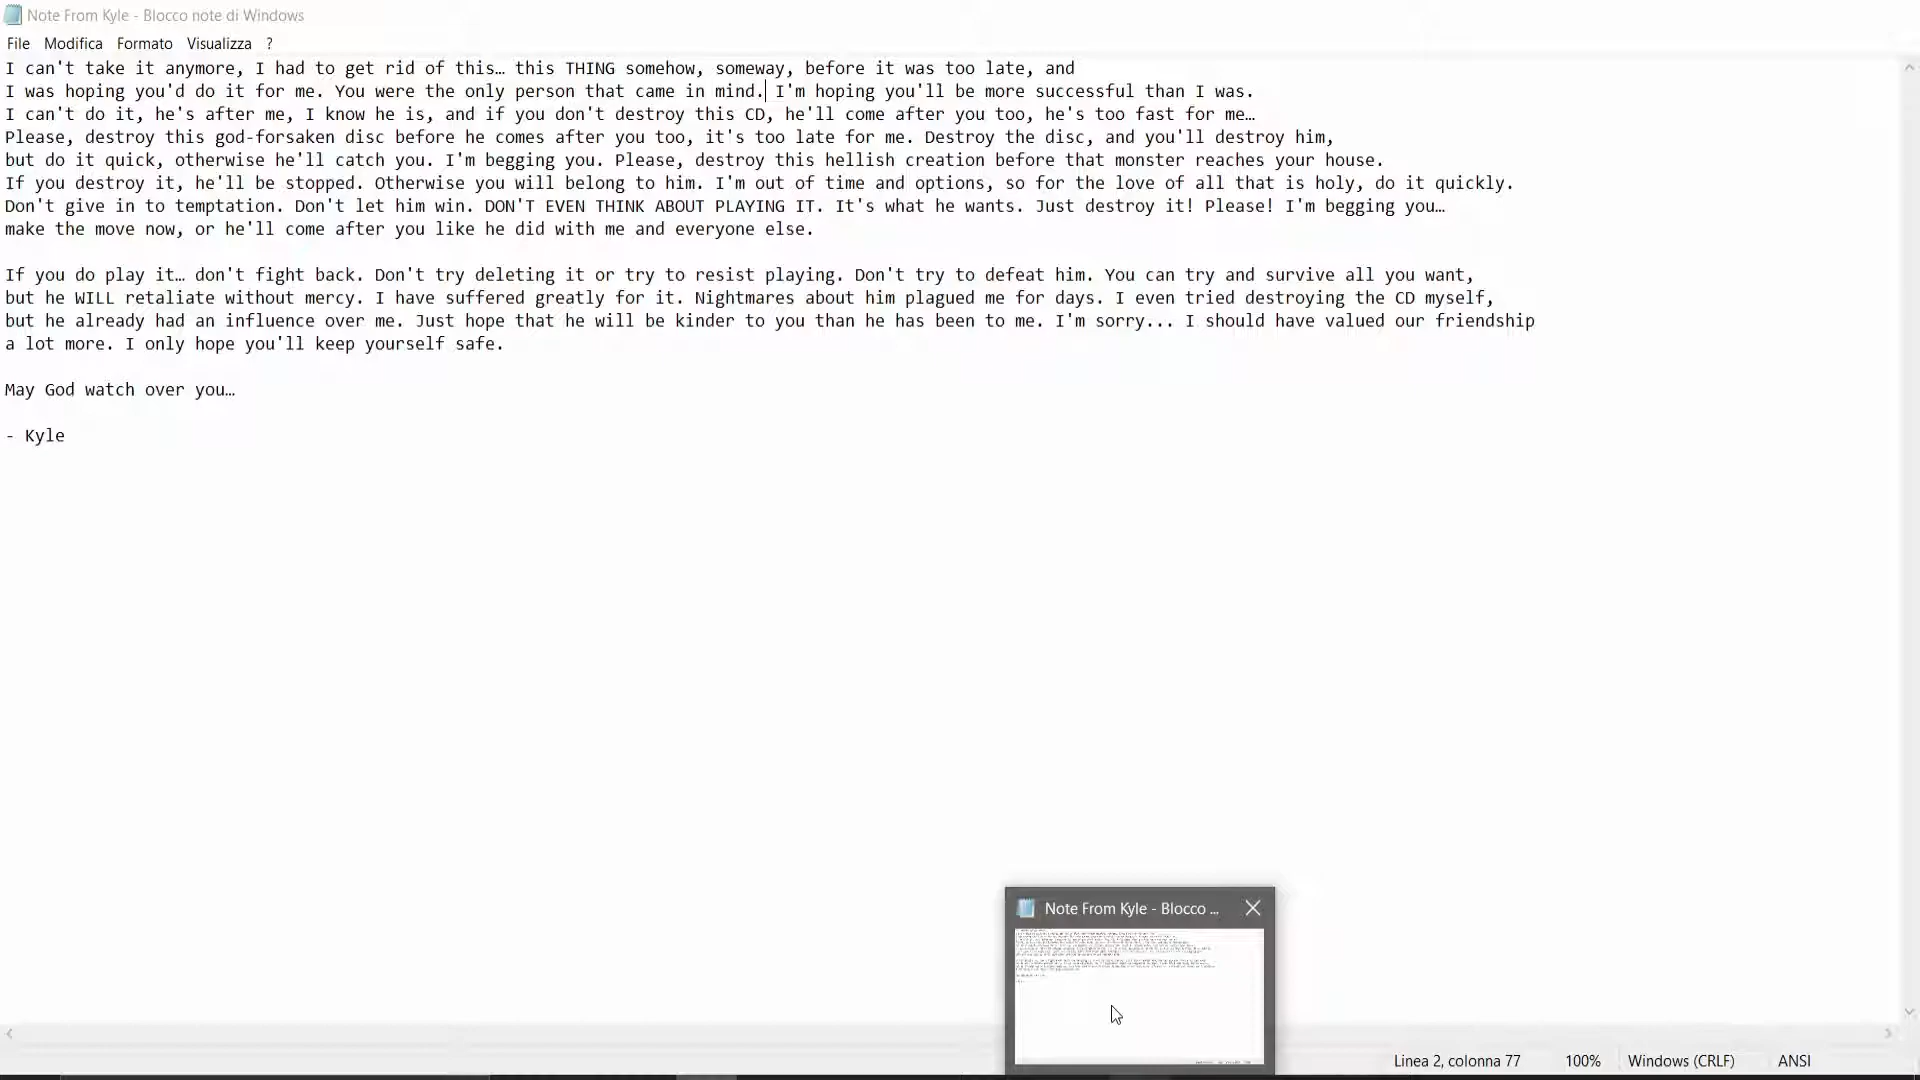 Note From Kyle - Blocco note di Windows
File Modifica Formato Visualizza ?
I can't take it anymore, I had to get rid of this… this THING somehow, someway, before it was too late, and
I was hoping you'd do it for me. You were the only person that came in mind. I'm hoping you'll be more successful than I was.
I can't do it, he's after me, I know he is, and if you don't destroy this CD, he'll come after you too, he's too fast for me…
Please, destroy this god-forsaken disc before he comes after you too, it's too late for me. Destroy the disc, and you'll destroy him,
but do it quick, otherwise he'll catch you. I'm begging you. Please, destroy this hellish creation before that monster reaches your house.
If you destroy it, he'll be stopped. Otherwise you will belong to him. I'm out of time and options, so for the love of all that is holy, do it quickly.
Don't give in to temptation. Don't let him win. DON'T EVEN THINK ABOUT PLAYING IT. It's what he wants. Just destroy it! Please! I'm begging you…
make the move now, or he'll come after you like he did with me and everyone else.
If you do play it… don't fight back. Don't try deleting it or try to resist playing. Don't try to defeat him. You can try and survive all you want,
but he WILL retaliate without mercy. I have suffered greatly for it. Nightmares about him plagued me for days. I even tried destroying the CD myself,
but he already had an influence over me. Just hope that he will be kinder to you than he has been to me. I'm sorry... I should have valued our friendship
a lot more. I only hope you'll keep yourself safe.
May God watch over you…
- Kyle
Note From Kyle - Blocco ...
Linea 2, colonna 77 100% Windows (CRLF) ANSI